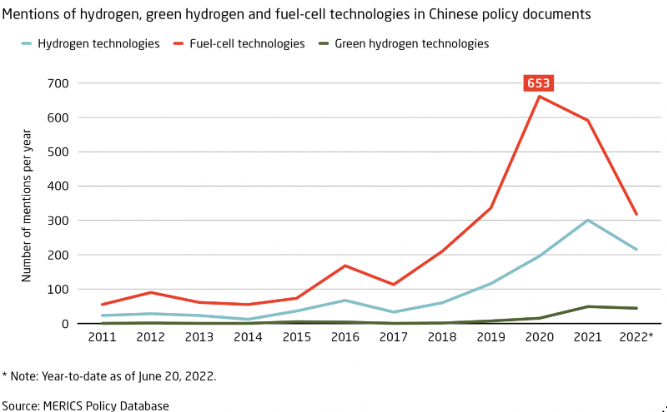 Mentions of hydrogen, green hydrogen and fuel-cell technologies in Chinese policy documents
Hydrogen technologies Fuel-cell technologies Green hydrogen technologies
Number of mentions per year
700
600
500
400
300
200
100
0
653
2011 2012 2013 2014 2015 2016 2017 2018 2019 2020 2021 2022*
* Note: Year-to-date as of June 20, 2022.
Source: MERICS Policy Database